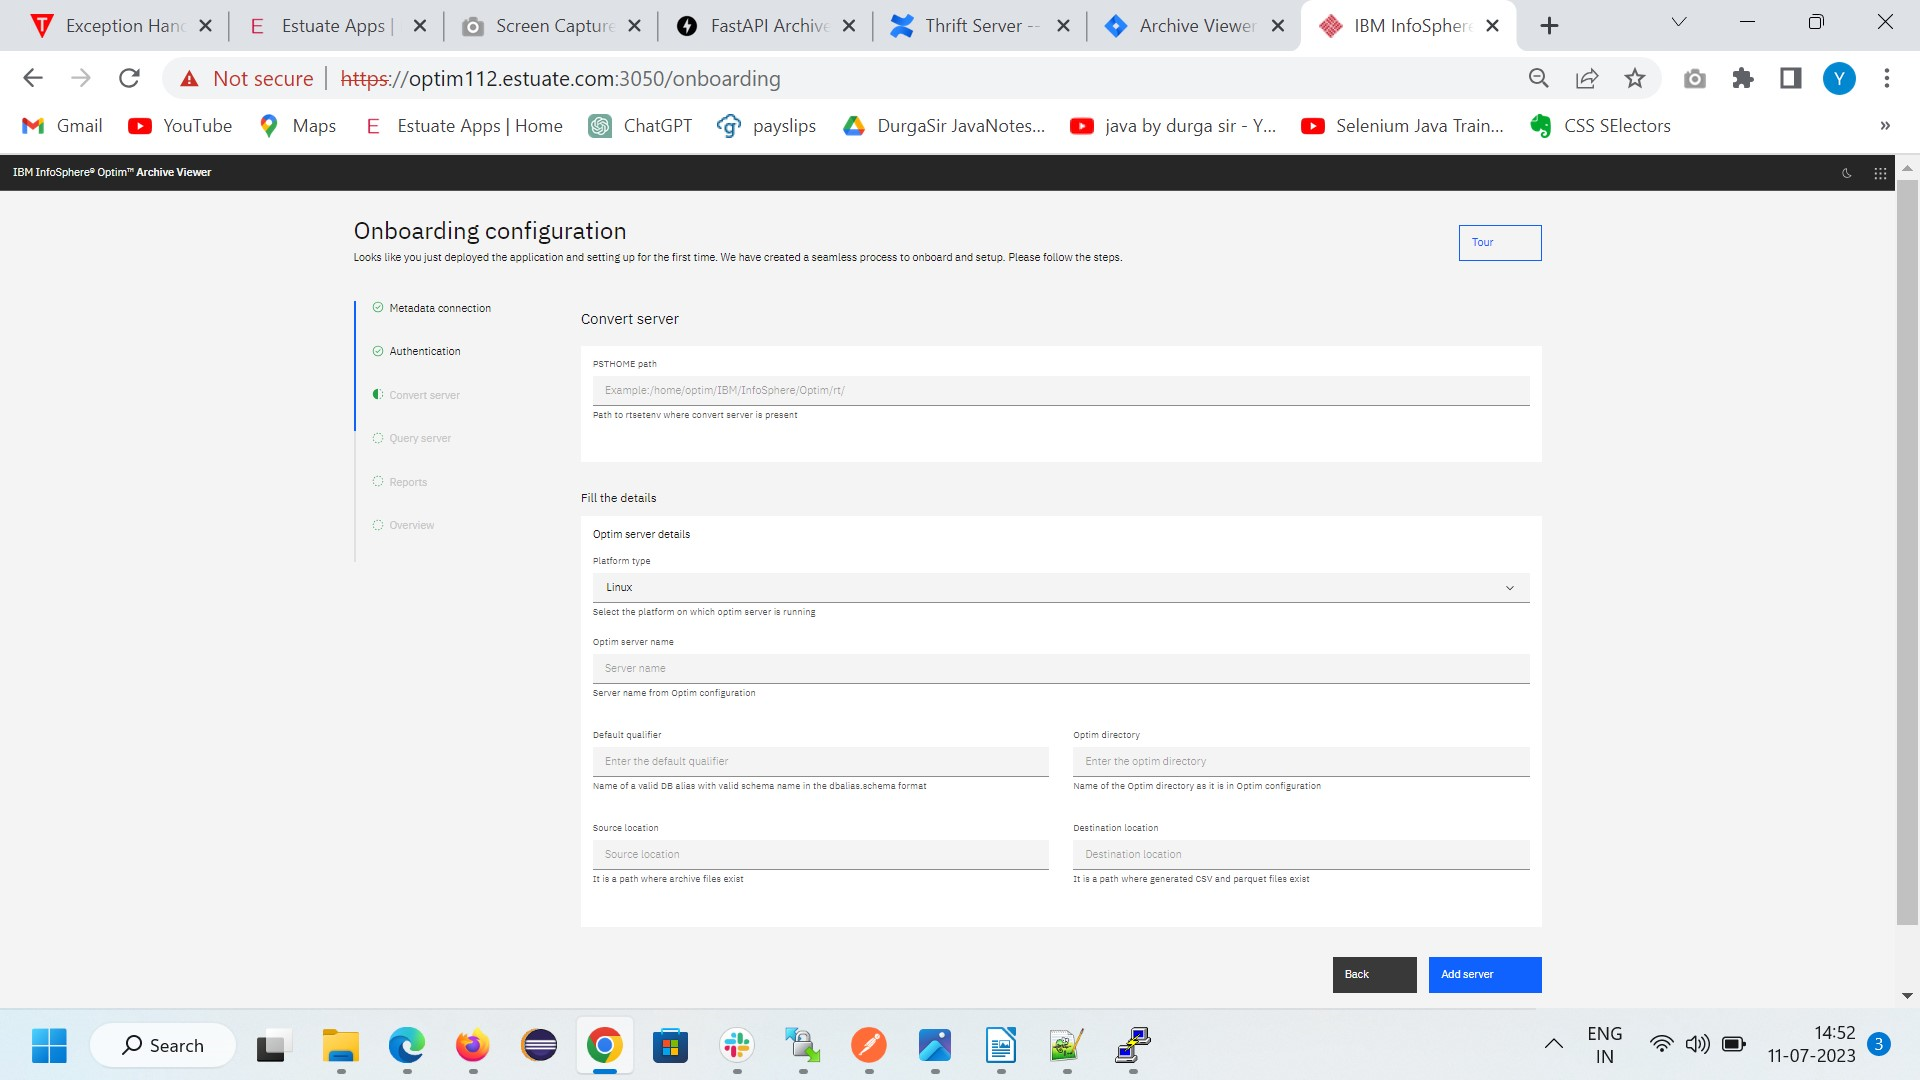 Exception Hanc
Estuate Apps |
Screen Capture
FastAPI Archive
Thrift Server --
Archive Viewer
IBM InfoSphere
Not secure
https://optim112.estuate.com:3050/onboarding
Y
Gmail
YouTube
Maps
Estuate Apps | Home
ChatGPT
payslips
DurgaSir JavaNotes...
java by durga sir - Y...
Selenium Java Train...
CSS SElectors
»
IBM InfoSphere® Optim™ Archive Viewer
Onboarding configuration
Looks like you just deployed the application and setting up for the first time. We have created a seamless process to onboard and setup. Please follow the steps.
Tour
Metadata connection
Authentication
Convert server
Query server
Reports
Overview
Convert server
PSTHOME path
Example:/home/optim/IBM/InfoSphere/Optim/rt/
Path to rtsetenv where convert server is present
Fill the details
Optim server details
Platform type
Linux
Select the platform on which optim server is running
Optim server name
Server name
Server name from Optim configuration
Default qualifier
Enter the default qualifier
Name of a valid DB alias with valid schema name in the dbalias.schema format
Optim directory
Enter the optim directory
Name of the Optim directory as it is in Optim configuration
Source location
Source location
It is a path where archive files exist
Destination location
Destination location
It is a path where generated CSV and parquet files exist
Back
Add server
Search
ENG
IN
14:52
11-07-2023
3